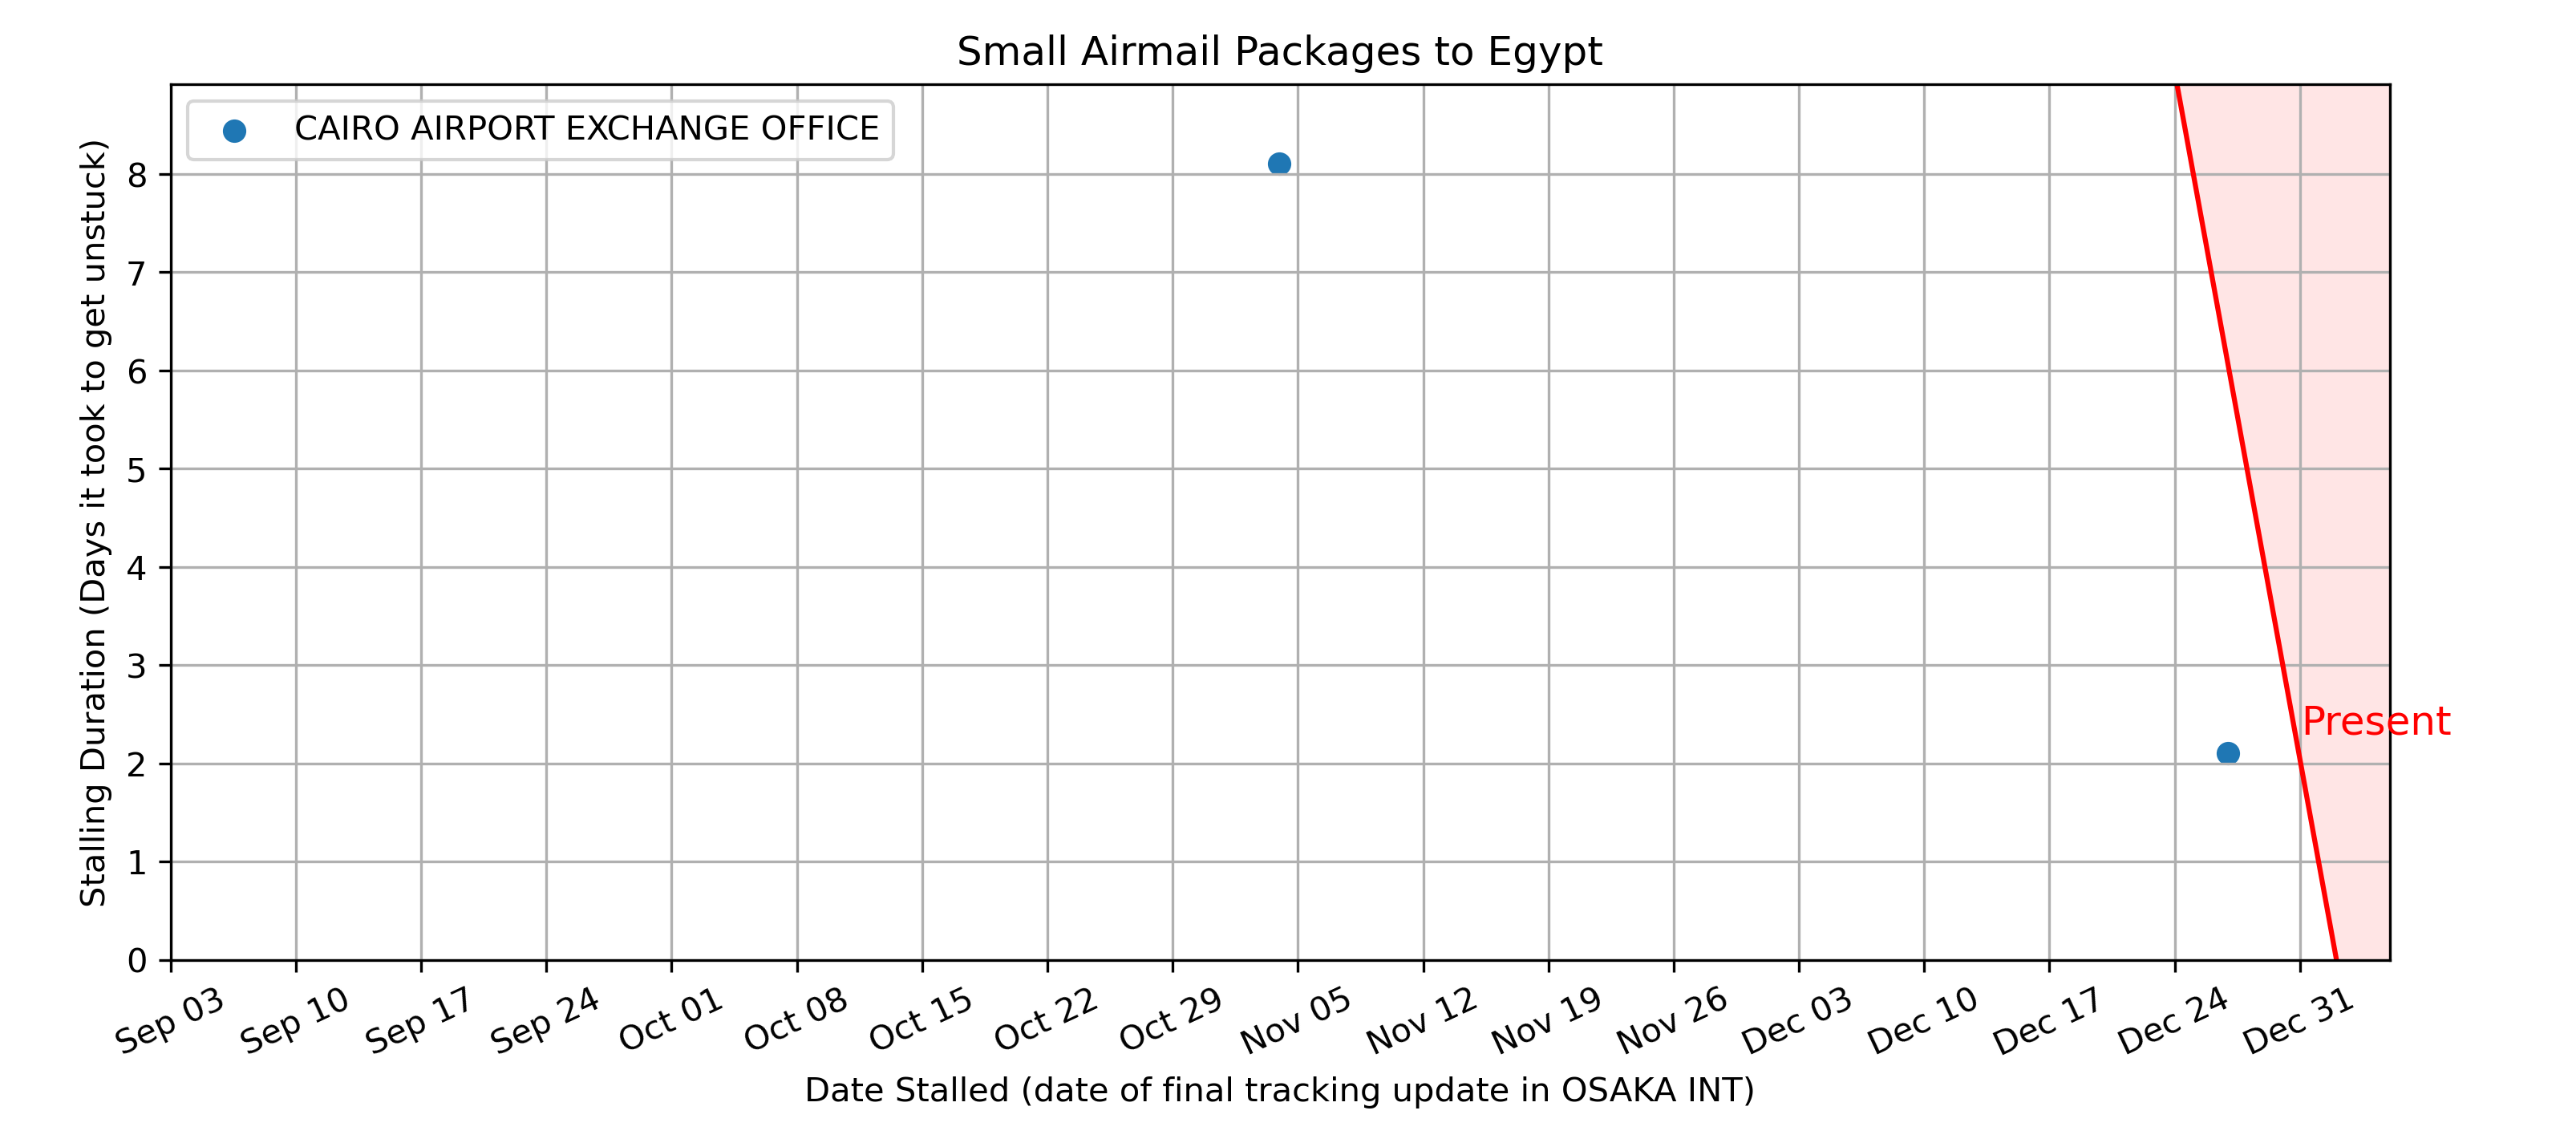 Small Airmail Packages to Egypt
CAIRO AIRPORT EXCHANGE OFFICE
Stalling Duration (Days it took to get unstuck)
8
7
6
5
4
3
2
1
0
Present
Sep 03
Sep 10
Sep 17
Sep 24
Oct 01
Oct 08
Oct 15
Oct 22
Oct 29
Nov 05
Nov 12
Nov 19
Nov 26
Dec 03
Dec 10
Dec 17
Dec 24
Dec 31
Date Stalled (date of final tracking update in OSAKA INT)